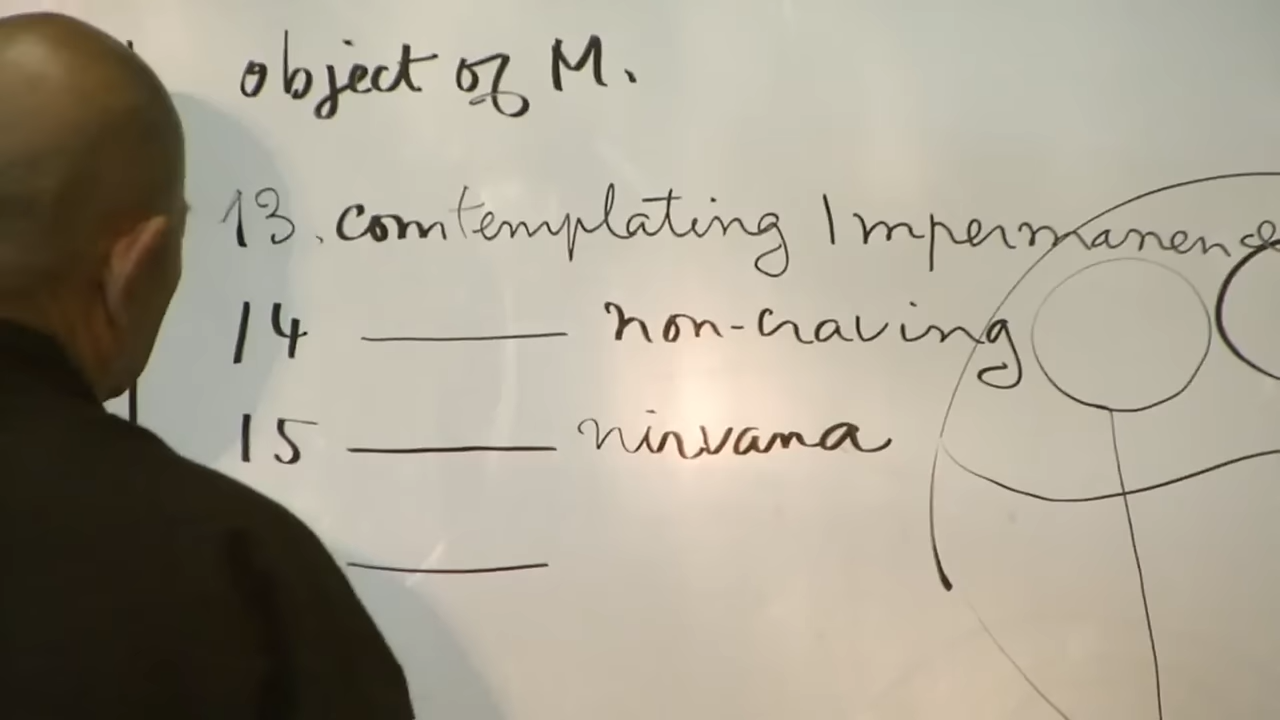 object of M.
13. contemplating Impermanence
14 ——— non-craving
15 ——— nirvana
———